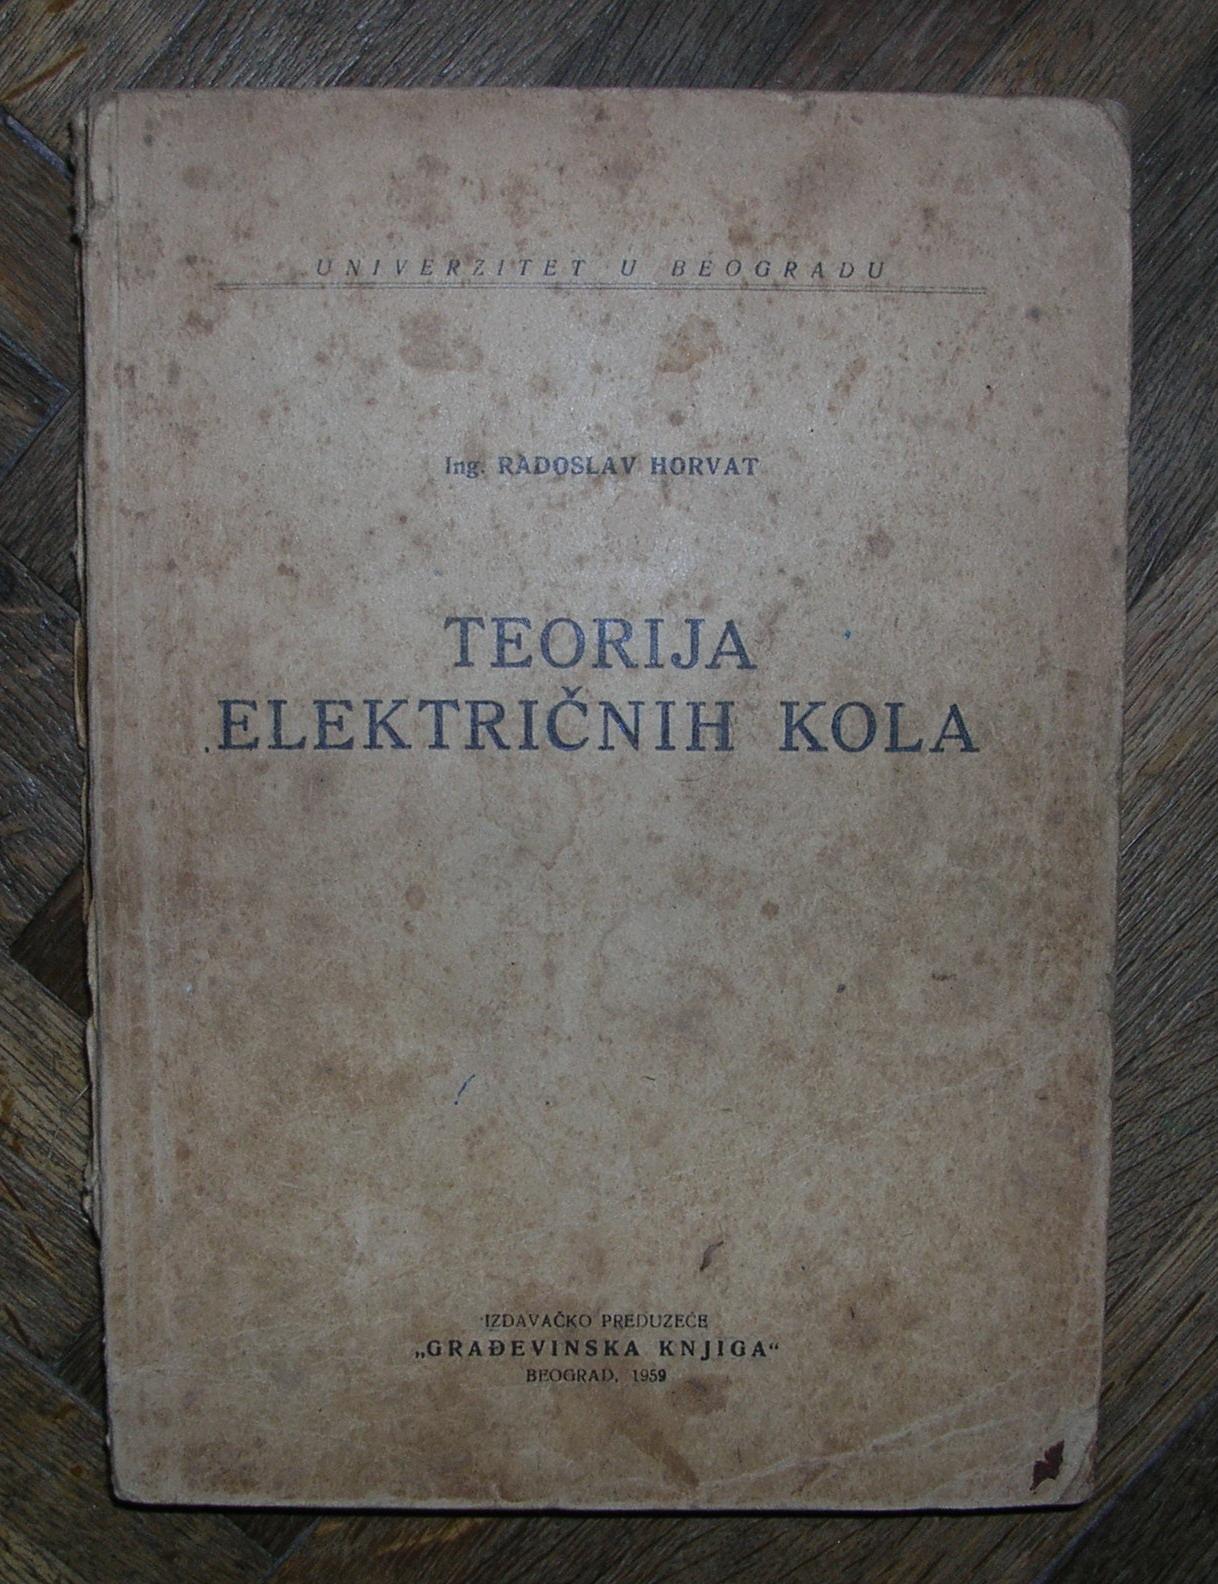 UNIVERZITET U BEOGRADU
Ing. RADOSLAV HORVAT
TEORIJA
ELEKTRIČNIH KOLA
IZDAVAČKO PREDUZEĆE
„GRAĐEVINSKA KNJIGA“
BEOGRAD, 1959